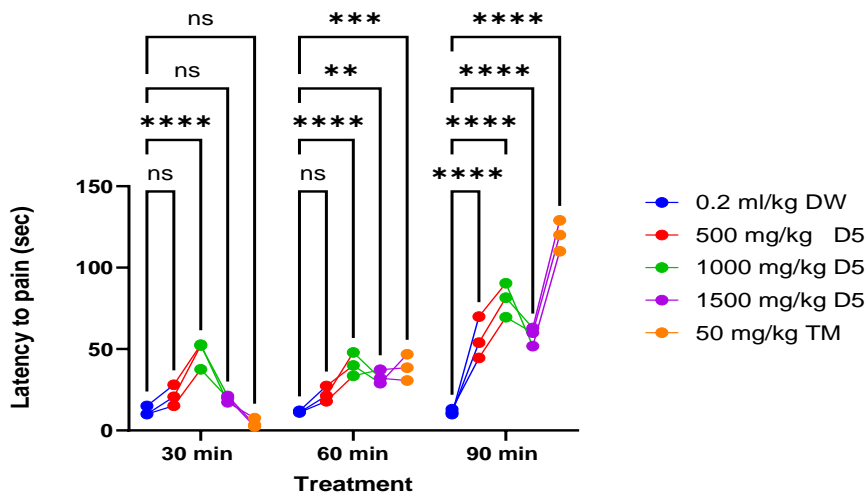 ns
***
****
ns
**
****
****
****
****
ns
ns
****
150
100
50
0
Latency to pain (sec)
30 min
60 min
90 min
Treatment
0.2 ml/kg DW
500 mg/kg D5
1000 mg/kg D5
1500 mg/kg D5
50 mg/kg TM